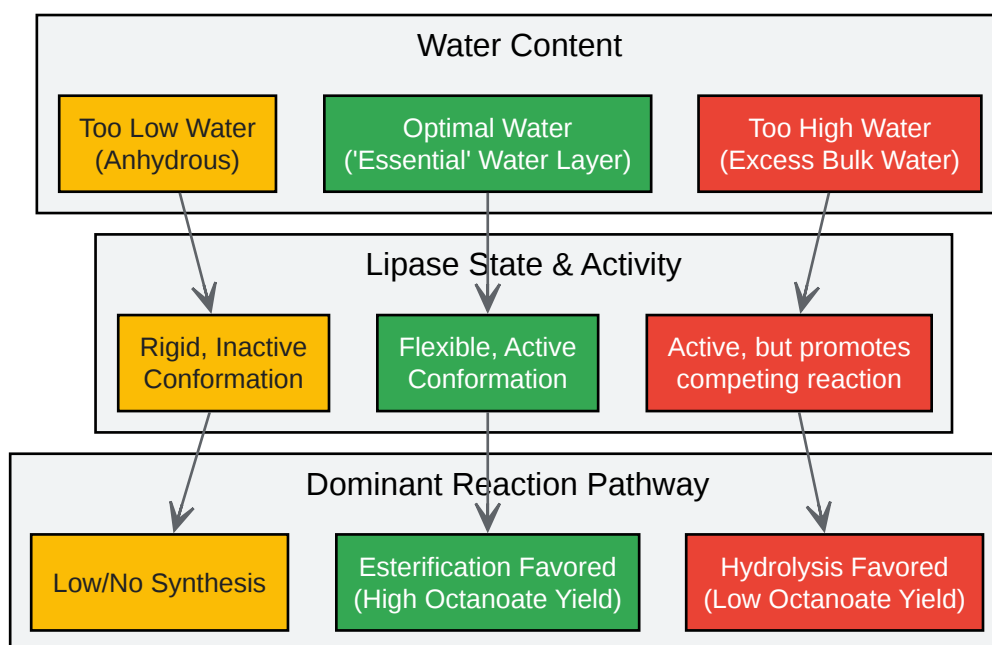 Water Content
Too Low Water
(Anhydrous)
Optimal Water
('Essential' Water Layer)
Too High Water
(Excess Bulk Water)
Lipase State & Activity
Rigid, Inactive
Conformation
Flexible, Active
Conformation
Active, but promotes
competing reaction
Dominant Reaction Pathway
Low/No Synthesis
Esterification Favored
(High Octanoate Yield)
Hydrolysis Favored
(Low Octanoate Yield)